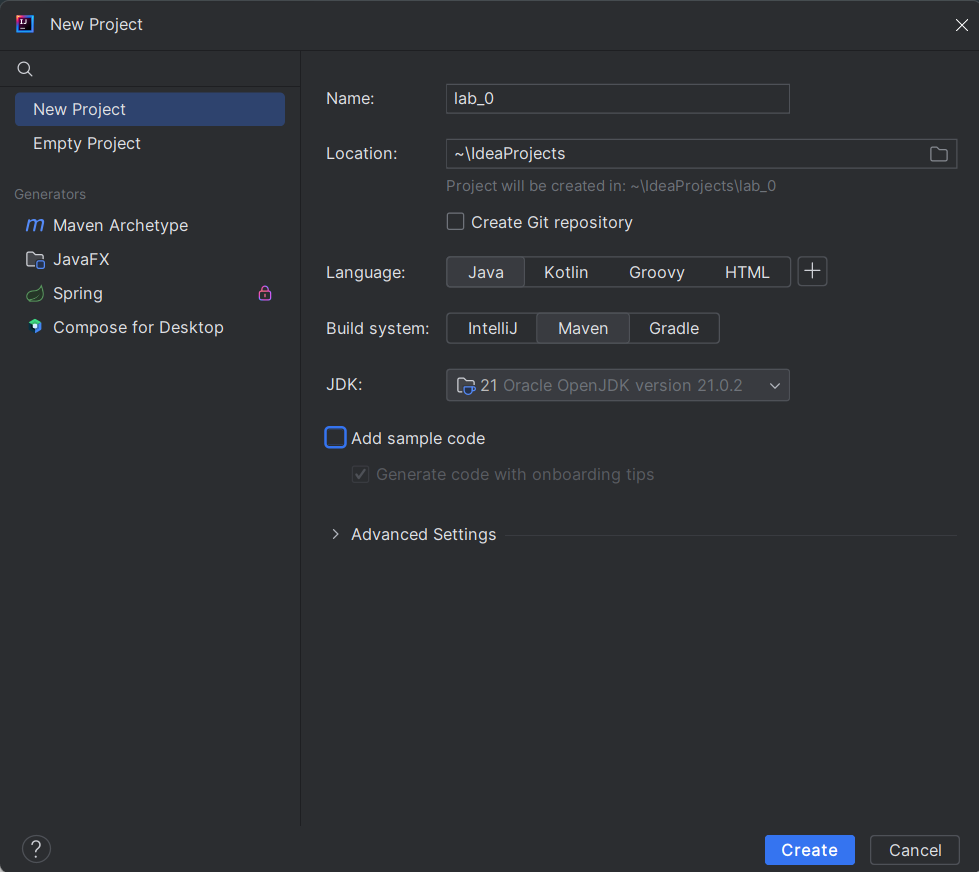 New Project
New Project
Empty Project
Generators
Maven Archetype
JavaFX
Spring
Compose for Desktop
Name: lab_0
Location: ~\IdeaProjects
Project will be created in: ~\IdeaProjects\lab_0
Create Git repository
Language: Java Kotlin Groovy HTML
Build system: IntelliJ Maven Gradle
JDK: 21 Oracle OpenJDK version 21.0.2
Add sample code
Generate code with onboarding tips
Advanced Settings
? Create Cancel